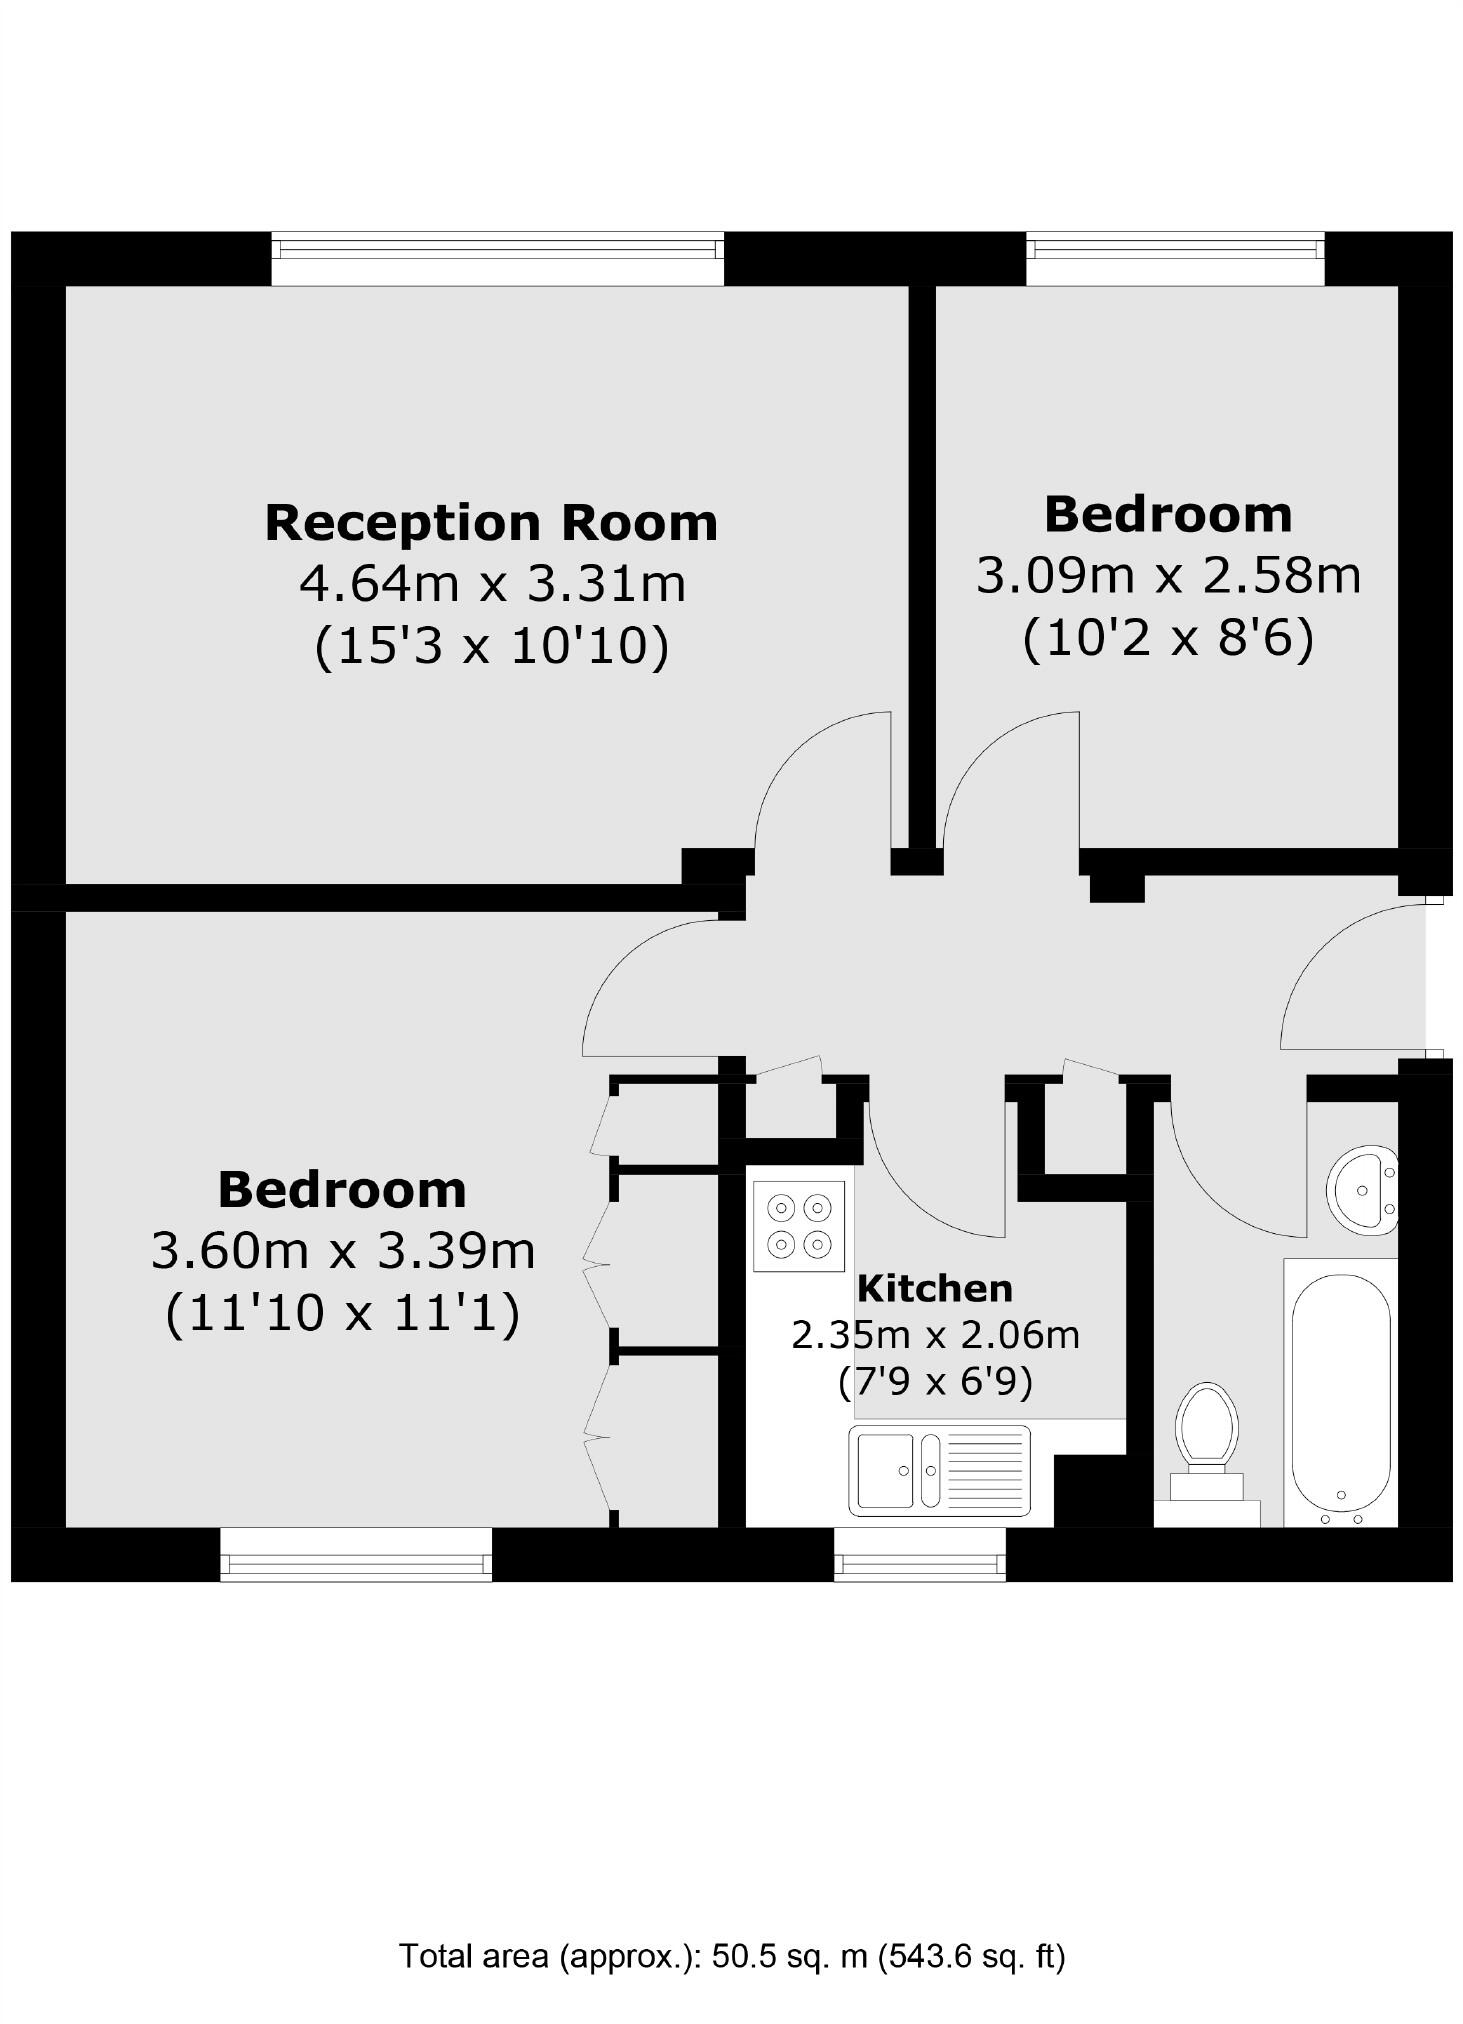 Reception Room
4.64m x 3.31m
(15'3 x 10'10)
Bedroom
3.09m x 2.58m
(10'2 x 8'6)
Bedroom
3.60m x 3.39m
(11'10 x 11'1)
Kitchen
2.35m x 2.06m
(7'9 x 6'9)
Total area (approx.): 50.5 sq. m (543.6 sq. ft)